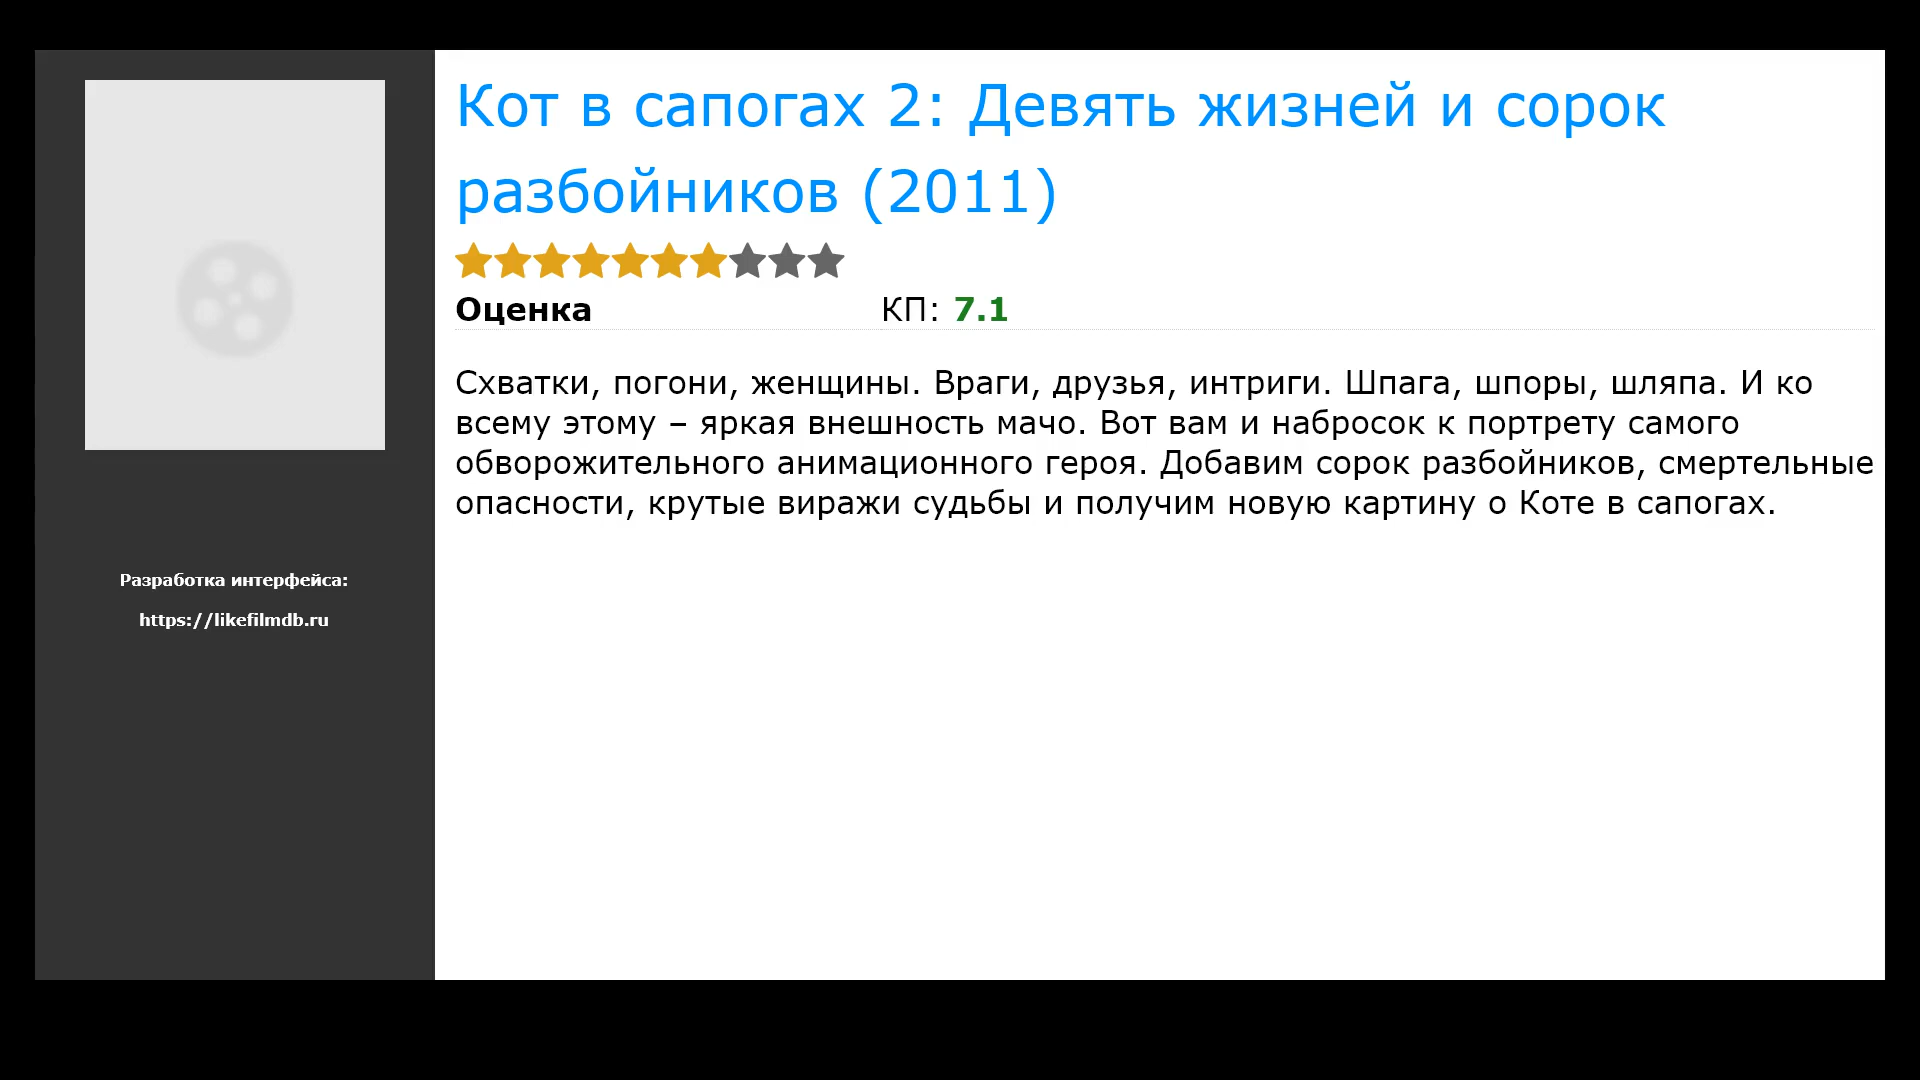 Кот в сапогах 2: Девять жизней и сорок
разбойников (2011)
Оценка КП: 7.1
Схватки, погони, женщины. Враги, друзья, интриги. Шпага, шпоры, шляпа. И ко
всему этому – яркая внешность мачо. Вот вам и набросок к портрету самого
обворожительного анимационного героя. Добавим сорок разбойников, смертельные
опасности, крутые виражи судьбы и получим новую картину о Коте в сапогах.
Разработка интерфейса:
https://likefilmdb.ru